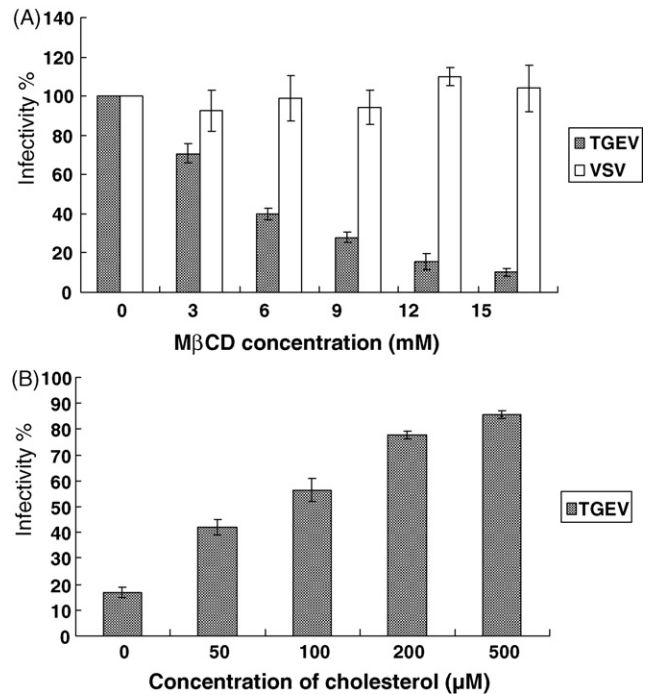 (A)
140
120
100
80
60
40
20
0
Infectivity %
0 3 6 9 12 15
MβCD concentration (mM)
TGEV
VSV
(B)
100
90
80
70
60
50
40
30
20
10
0
Infectivity %
0 50 100 200 500
Concentration of cholesterol (μM)
TGEV